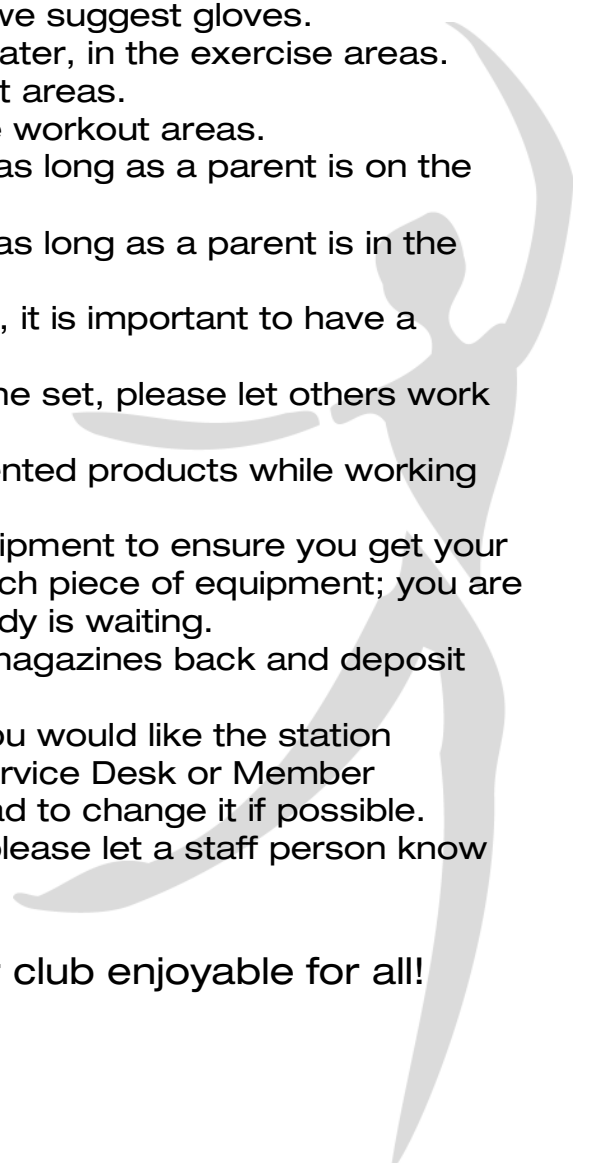 we suggest gloves.
ater, in the exercise areas.
t areas.
workout areas.
as long as a parent is on the
as long as a parent is in the
, it is important to have a
ne set, please let others work
ented products while working
ipment to ensure you get your
ch piece of equipment; you are
dy is waiting.
magazines back and deposit
ou would like the station
ervice Desk or Member
ad to change it if possible.
please let a staff person know
club enjoyable for all!